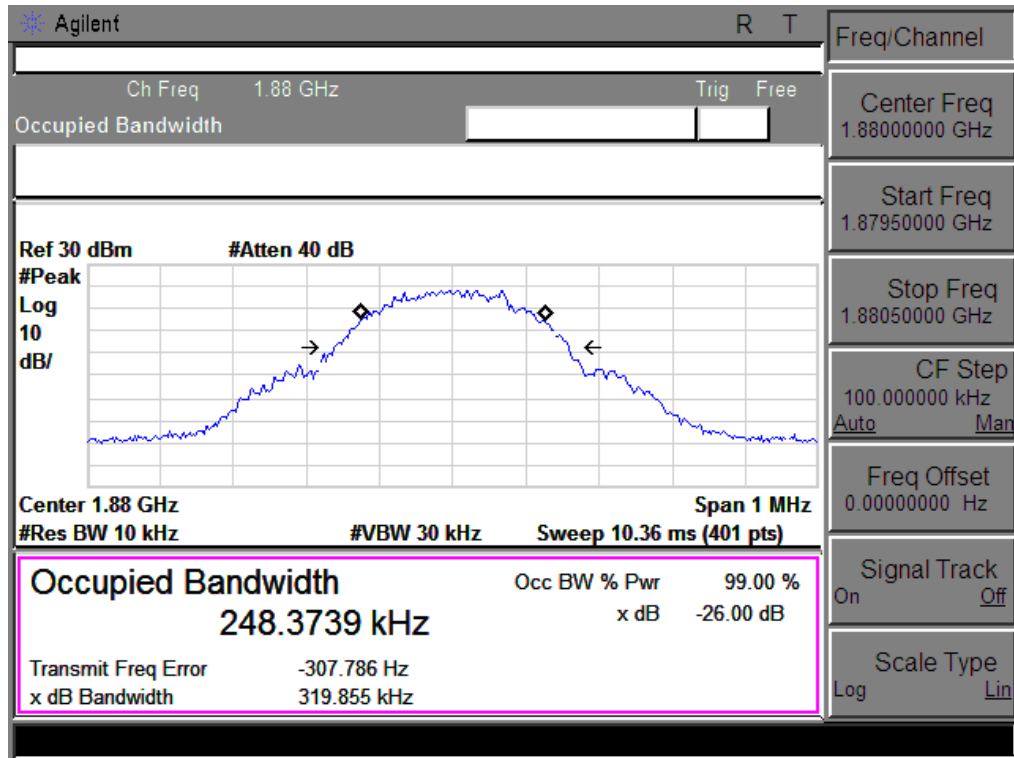 Agilent R T
Ch Freq 1.88 GHz Trig Free
Occupied Bandwidth
Ref 30 dBm #Atten 40 dB
#Peak
Log
10
dB/
Center 1.88 GHz Span 1 MHz
#Res BW 10 kHz #VBW 30 kHz Sweep 10.36 ms (401 pts)
Occupied Bandwidth Occ BW % Pwr 99.00 %
248.3739 kHz x dB -26.00 dB
Transmit Freq Error -307.786 Hz
x dB Bandwidth 319.855 kHz
Freq/Channel
Center Freq
1.88000000 GHz
Start Freq
1.87950000 GHz
Stop Freq
1.88050000 GHz
CF Step
100.000000 kHz
Auto Man
Freq Offset
0.00000000 Hz
Signal Track
On Off
Scale Type
Log Lin